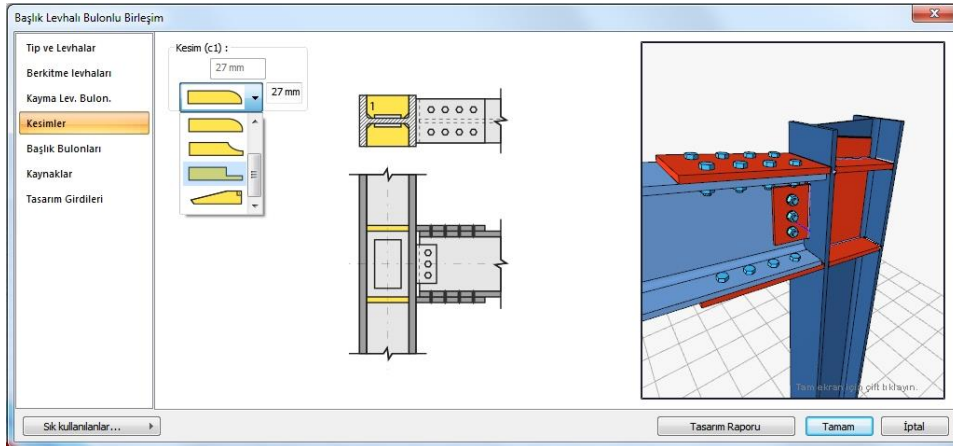 Başlık Levhalı Bulonlu Birleşim
Tip ve Levhalar
Berkitme levhaları
Kayma Lev. Bulon.
Kesimler
Başlık Bulonları
Kaynaklar
Tasarım Girdileri
Kesim (c1) :
27 mm
27 mm
1
Tam ekran için çift tıklayın.
Sık kullanılanlar...
Tasarım Raporu
Tamam
İptal